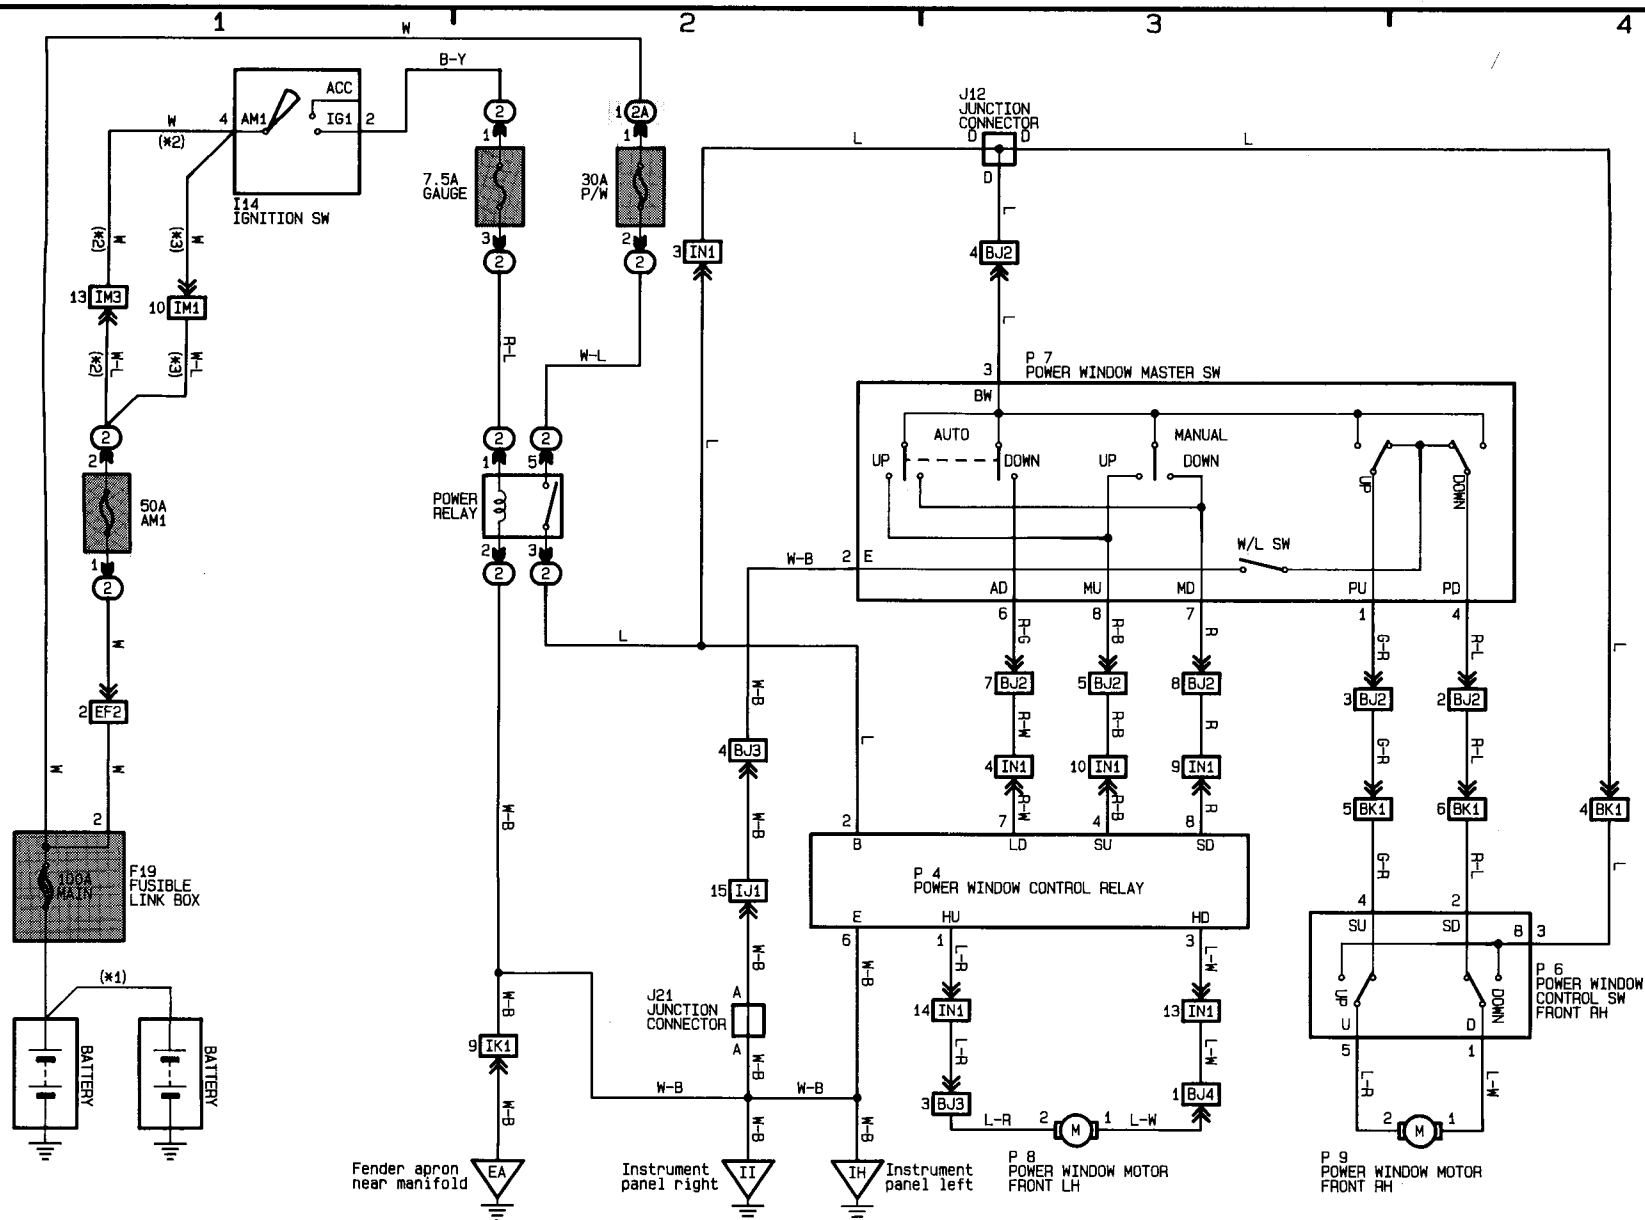 1
2
3
4
W
B-Y
ACC
4 AM1
IG1 2
W
(*2)
I14
IGNITION SW
2
1
7.5A
GAUGE
3
2
1 2A
1
30A
P/W
2
2
J12
JUNCTION
CONNECTOR
D D
D
L
L
L
3 IN1
4 BJ2
L
W
(*2)
W
(*3)
13 IM3
10 IM1
W-L
(*2)
W-L
(*3)
R-L
W-L
L
2
2
50A
AM1
1
2
W
2 EF2
W
W
2
100A
MAIN
F19
FUSIBLE
LINK BOX
(*1)
BATTERY
BATTERY
2
2
1
5
POWER
RELAY
2
3
2
2
L
P 7
POWER WINDOW MASTER SW
3
BW
AUTO
MANUAL
UP
DOWN
UP
DOWN
UP
DOWN
W/L SW
W-B
2 E
AD
MU
MD
PU
PD
6
8
7
1
4
R-G
R-B
R
G-R
R-L
L
7 BJ2
5 BJ2
8 BJ2
3 BJ2
2 BJ2
R-W
R-B
R
G-R
R-L
4 IN1
10 IN1
9 IN1
5 BK1
6 BK1
4 BK1
R-W
R-B
R
G-R
R-L
L
W-B
4 BJ3
L
W-B
W-B
15 IJ1
W-B
J21
JUNCTION
CONNECTOR
A
A
W-B
2
7
4
8
B
LD
SU
SD
P 4
POWER WINDOW CONTROL RELAY
E
HU
HD
6
1
3
W-B
L-R
L-W
14 IN1
13 IN1
L-R
L-W
3 BJ3
1 BJ4
L-R
2
M
1
L-W
P 8
POWER WINDOW MOTOR
FRONT LH
4
2
SU
SD
B 3
UP
DOWN
U
D
P 6
POWER WINDOW
CONTROL SW
FRONT RH
5
1
L-R
L-W
2
M
1
P 9
POWER WINDOW MOTOR
FRONT RH
W-B
9 IK1
W-B
W-B
W-B
W-B
W-B
Fender apron
near manifold
EA
Instrument
panel right
II
IH
Instrument
panel left